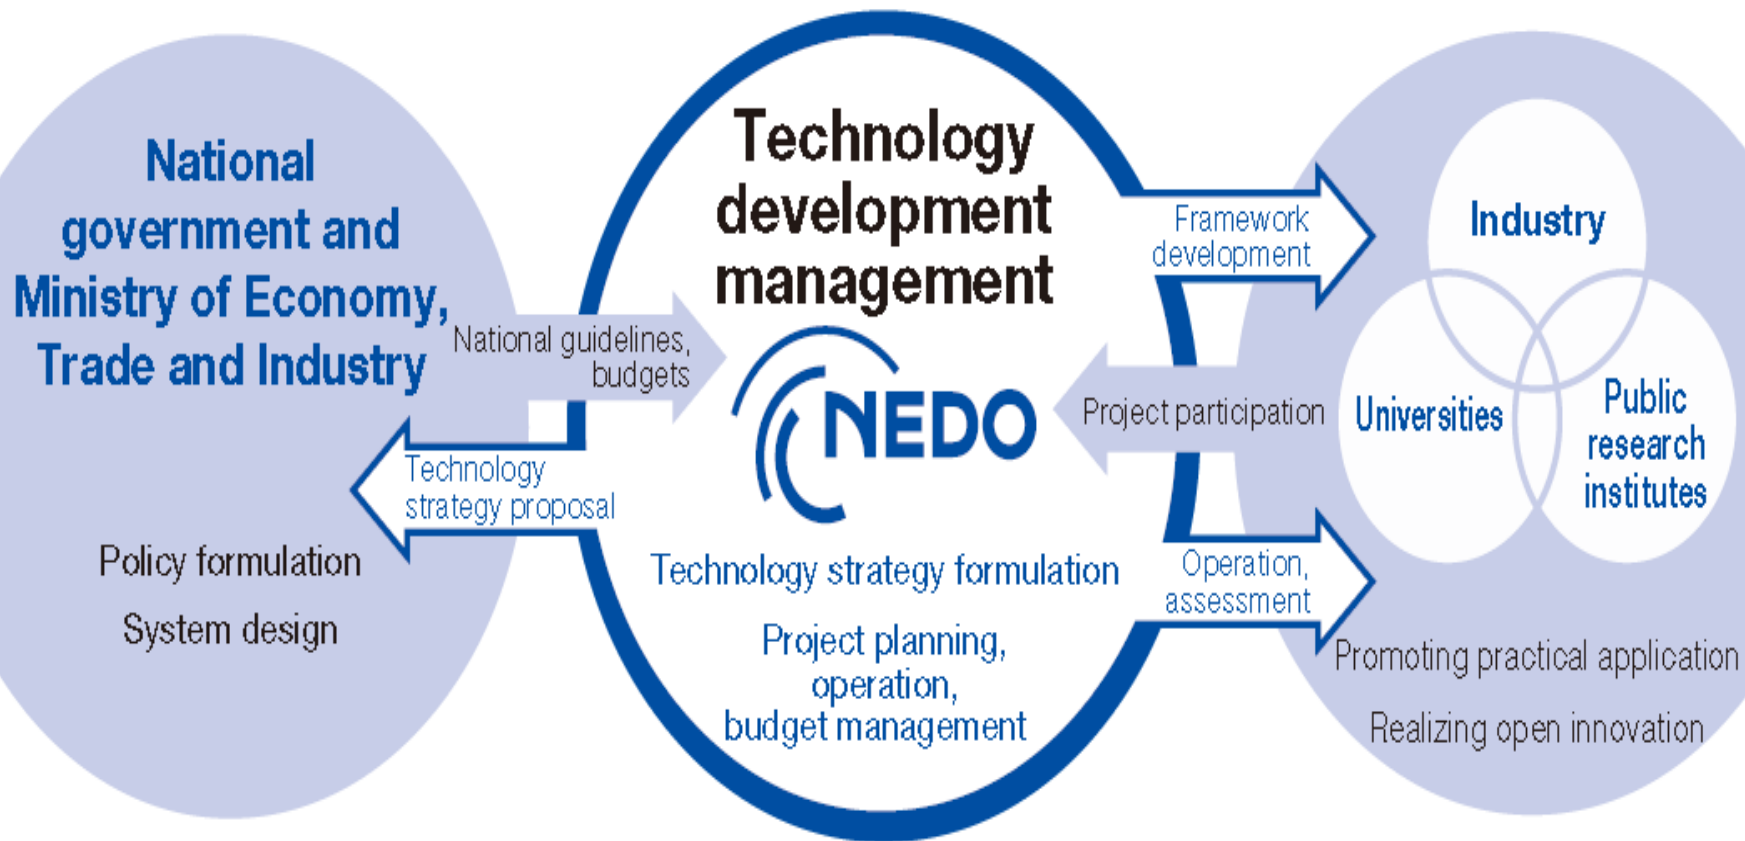 National
government and
Ministry of Economy,
Trade and Industry
National guidelines,
budgets
Technology
strategy proposal
Policy formulation
System design
Technology
development
management
NEDO
Technology strategy formulation
Project planning,
operation,
budget management
Framework
development
Project participation
Operation,
assessment
Industry
Universities
Public
research
institutes
Promoting practical application
Realizing open innovation